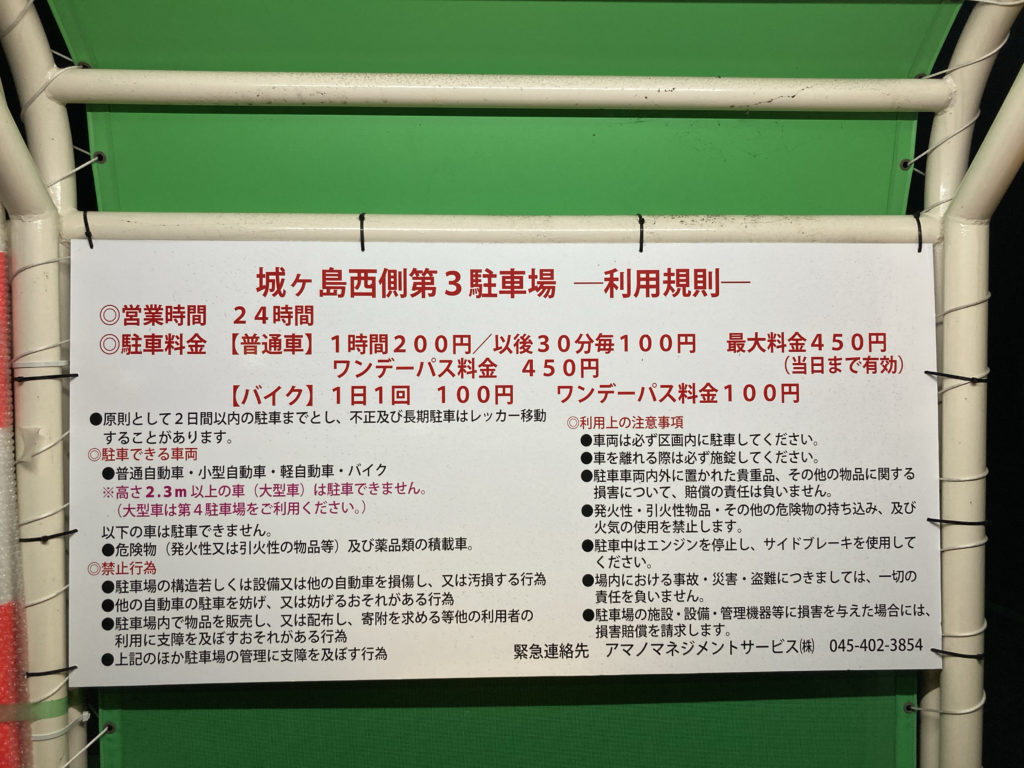 城ヶ島西側第３駐車場 ―利用規則―
◎営業時間 ２４時間
◎駐車料金 【普通車】１時間２００円／以後３０分毎１００円 最大料金４５０円
ワンデーパス料金 ４５０円 （当日まで有効）
【バイク】１日１回 １００円 ワンデーパス料金１００円
●原則として２日間以内の駐車までとし、不正及び長期駐車はレッカー移動
することがあります。
◎駐車できる車両
●普通自動車・小型自動車・軽自動車・バイク
※高さ2.3m以上の車（大型車）は駐車できません。
（大型車は第４駐車場をご利用ください。）
以下の車は駐車できません。
●危険物（発火性又は引火性の物品等）及び薬品類の積載車。
◎禁止行為
●駐車場の構造若しくは設備又は他の自動車を損傷し、又は汚損する行為
●他の自動車の駐車を妨げ、又は妨げるおそれがある行為
●駐車場内で物品を販売し、又は配布し、寄附を求める等他の利用者の
利用に支障を及ぼすおそれがある行為
●上記のほか駐車場の管理に支障を及ぼす行為
◎利用上の注意事項
●車両は必ず区画内に駐車してください。
●車を離れる際は必ず施錠してください。
●駐車車両内外に置かれた貴重品、その他の物品に関する
損害について、賠償の責任は負いません。
●発火性・引火性物品・その他の危険物の持ち込み、及び
火気の使用を禁止します。
●駐車中はエンジンを停止し、サイドブレーキを使用して
ください。
●場内における事故・災害・盗難につきましては、一切の
責任を負いません。
●駐車場の施設・設備・管理機器等に損害を与えた場合には、
損害賠償を請求します。
緊急連絡先 アマノマネジメントサービス㈱ 045-402-3854